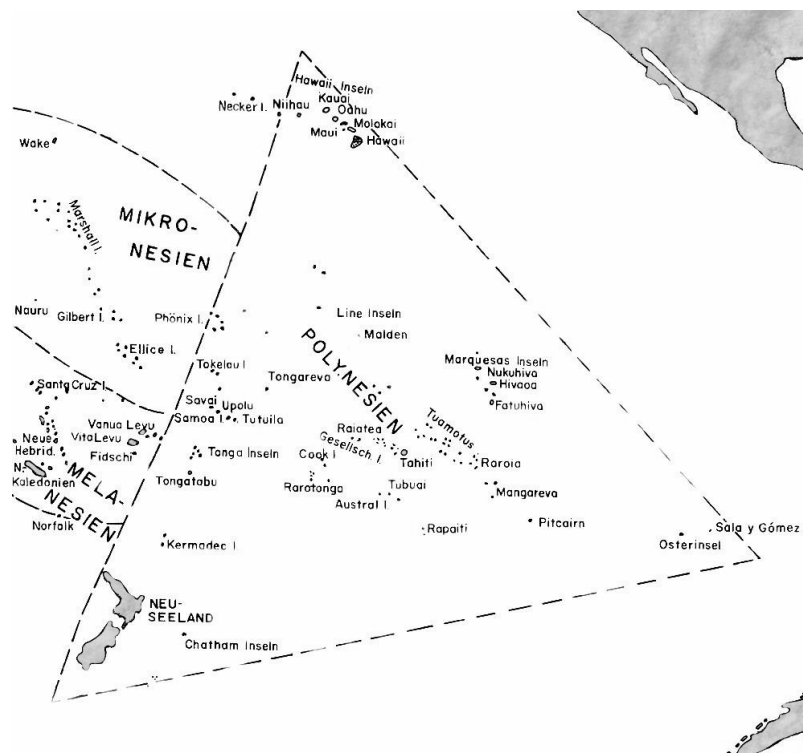 Hawaii Inseln
Kauai
Oahu
Necker I. Niihau
Molokai
Maui
Hawaii
Wake
Marshall I.
MIKRO-
NESIEN
Nauru
Gilbert I.
Phönix I.
Line Inseln
Malden
POLYNESIEN
Ellice I.
Tokelau I
Marquesas Inseln
Nukuhiva
Hivaoa
Fatuhiva
Santa Cruz I.
Tongareva
Savai
Upolu
Samoa I.
Tutuila
Vanua Levu
Vita Levu
Fidschi
Neue
Hebrid.
N.
Kaledonien
MELA-
NESIEN
Norfalk
Tonga Inseln
Tongatabu
Raiatea
Gesellsch. I.
Tahiti
Tuamotus
Raroia
Cook I
Rarotonga
Tubuai
Austral I.
Mangareva
Rapaiti
Pitcairn
Sala y Gómez
Osterinsel
Kermadec I
NEU-
SEELAND
Chatham Inseln